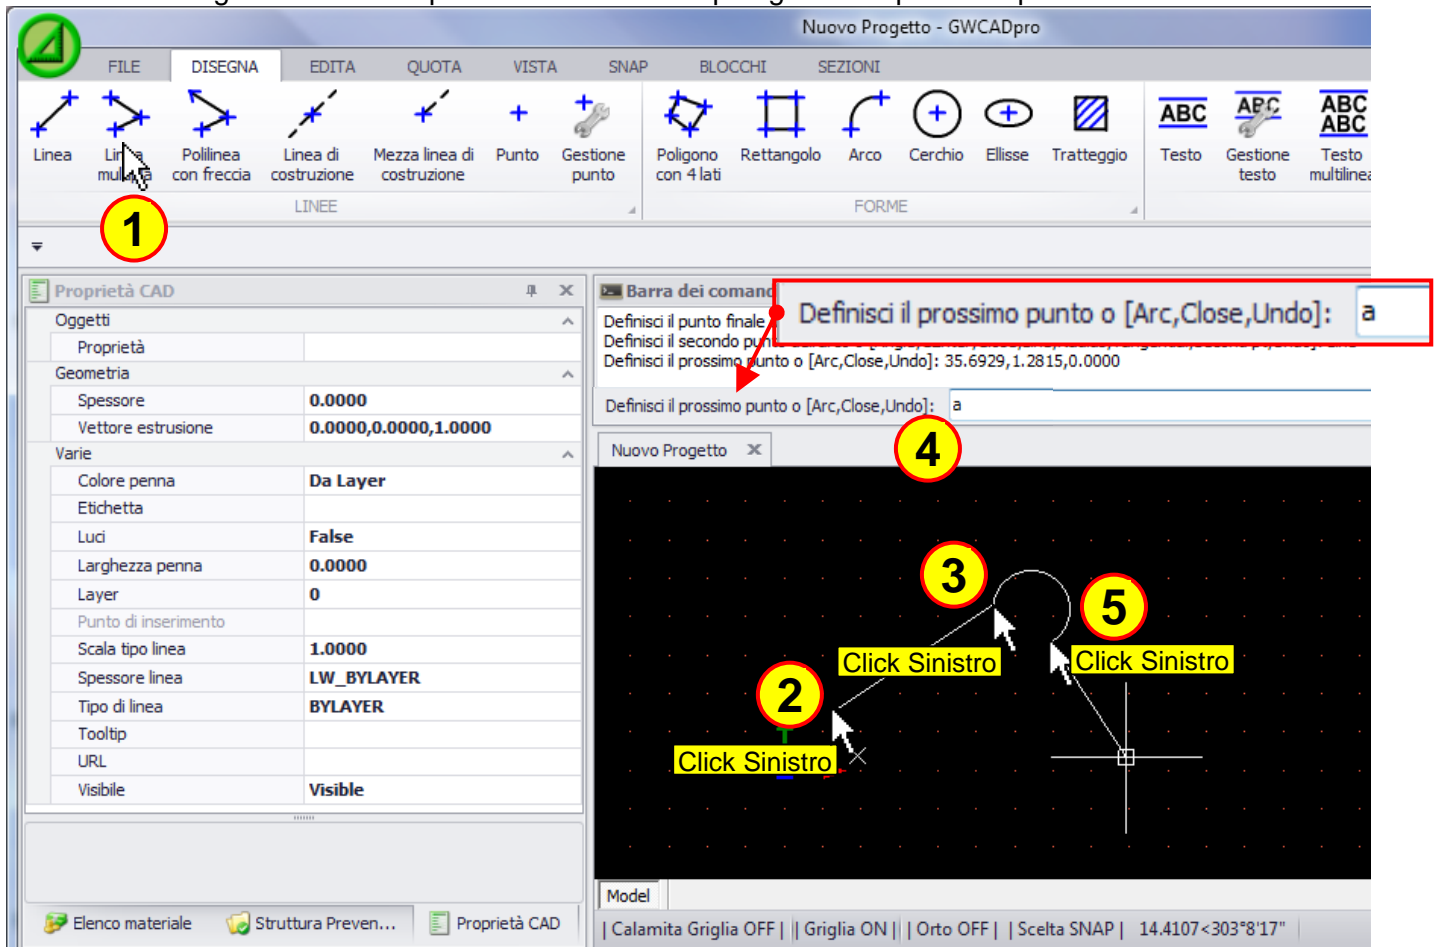 Nuovo Progetto - GWCADpro
FILE DISEGNA EDITA QUOTA VISTA SNAP BLOCCHI SEZIONI
Linea
Polilinea
con freccia
Linea di
costruzione
Mezza linea di
costruzione
Punto
Gestione
punto
Poligono
con 4 lati
Rettangolo
Arco
Cerchio
Ellisse
Tratteggio
ABC
Testo
ABC
Gestione
testo
ABC
ABC
Testo
LINEE
FORME
1
Proprietà CAD
Oggetti
Proprietà
Geometria
Spessore 0.0000
Vettore estrusione 0.0000,0.0000,1.0000
Varie
Colore penna Da Layer
Etichetta
Luci False
Larghezza penna 0.0000
Layer 0
Punto di inserimento
Scala tipo linea 1.0000
Spessore linea LW_BYLAYER
Tipo di linea BYLAYER
Tooltip
URL
Visibile Visible
Elenco materiale Struttura Preven... Proprietà CAD
Barra dei comand
Definisci il prossimo punto o [Arc,Close,Undo]: a
Definisci il punto finale
Definisci il secondo
Definisci il prossimo punto o [Arc,Close,Undo]: 35.6929,1.2815,0.0000
Definisci il prossimo punto o [Arc,Close,Undo]: a
4
Nuovo Progetto
3
5
Click Sinistro
Click Sinistro
2
Click Sinistro
Model
| Calamita Griglia OFF | | Griglia ON | | Orto OFF | | Scelta SNAP | 14.4107<303°8'17"